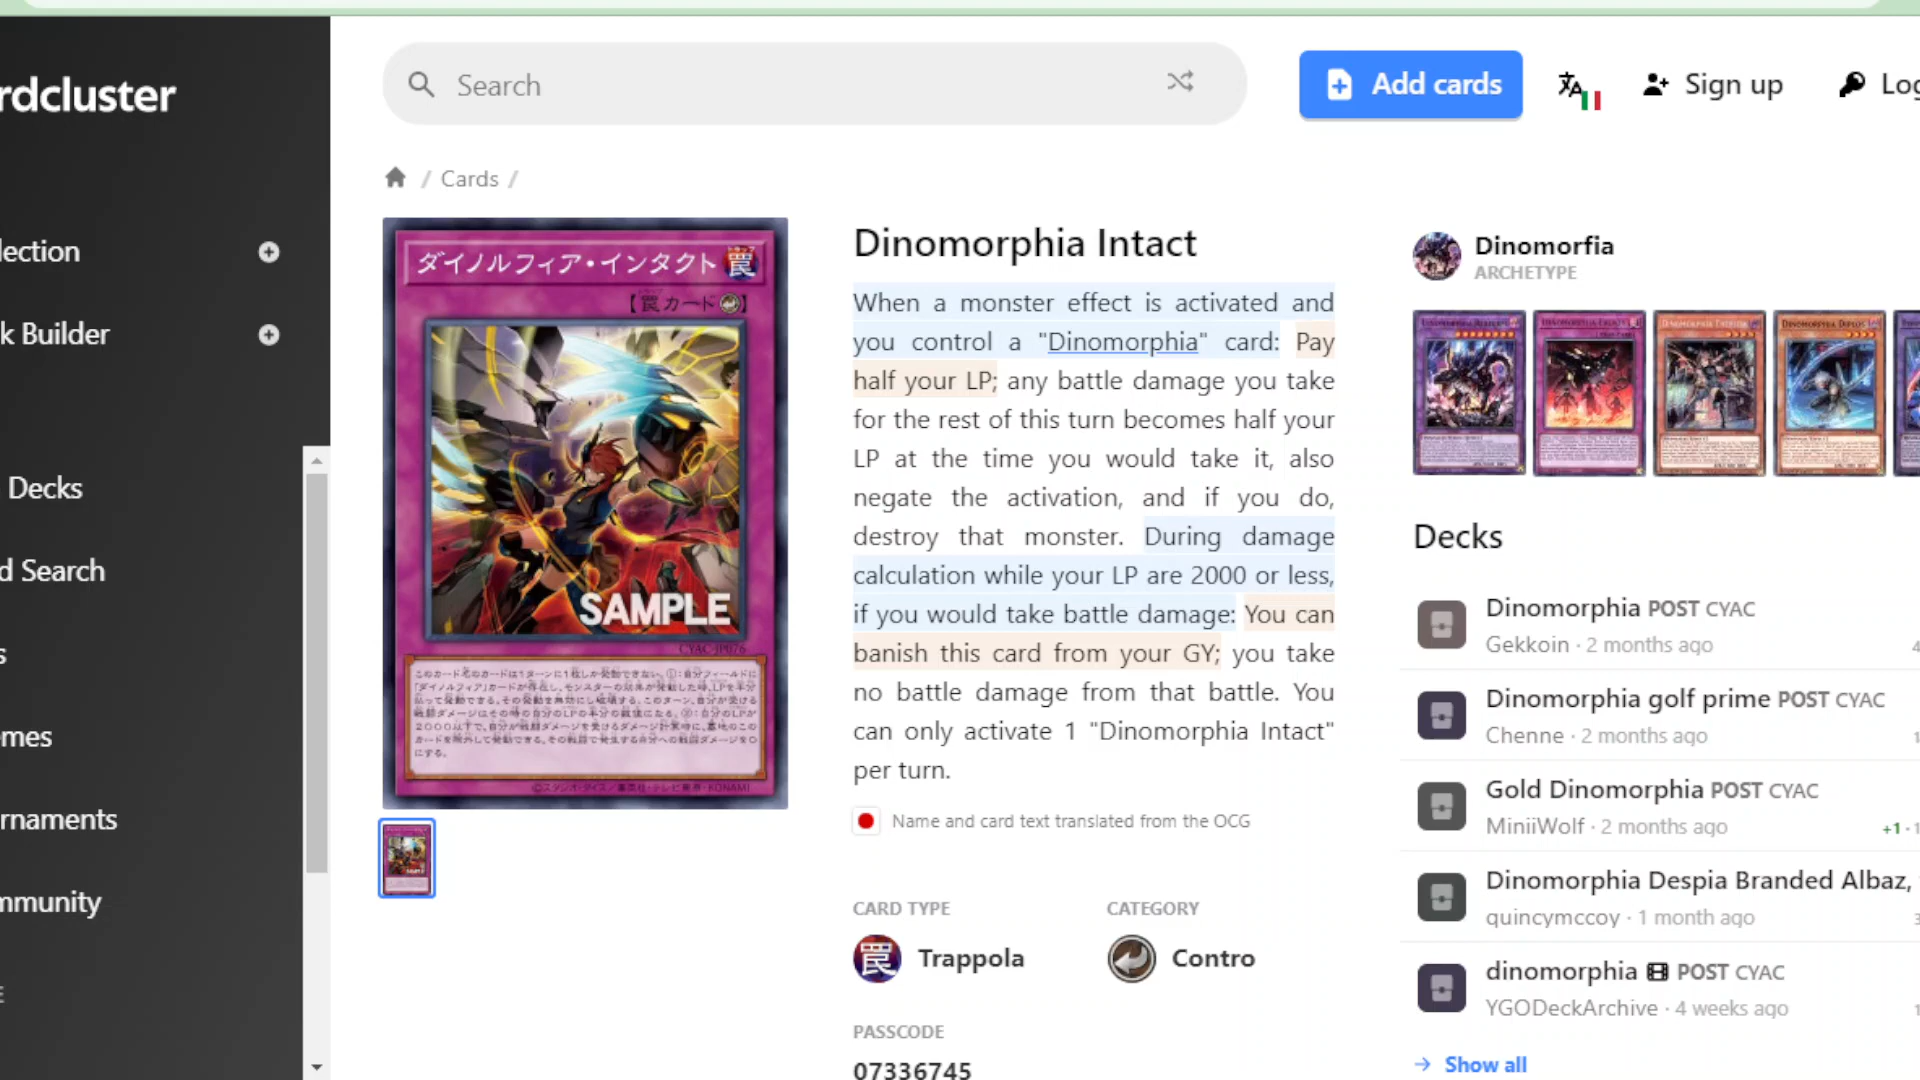 rdcluster
Search
Add cards
Sign up
Log
/ Cards /
lection
k Builder
Decks
d Search
s
mes
rnaments
mmunity
E
ダイノルフィア・インタクト 罠
【罠カード】
SAMPLE
CYAC-JP076
Dinomorphia Intact
When a monster effect is activated and
you control a "Dinomorphia" card: Pay
half your LP; any battle damage you take
for the rest of this turn becomes half your
LP at the time you would take it, also
negate the activation, and if you do,
destroy that monster. During damage
calculation while your LP are 2000 or less,
if you would take battle damage: You can
banish this card from your GY; you take
no battle damage from that battle. You
can only activate 1 "Dinomorphia Intact"
per turn.
Name and card text translated from the OCG
CARD TYPE
罠 Trappola
CATEGORY
Contro
PASSCODE
07336745
Dinomorfia
ARCHETYPE
Decks
Dinomorphia POST CYAC
Gekkoin · 2 months ago
Dinomorphia golf prime POST CYAC
Chenne · 2 months ago
Gold Dinomorphia POST CYAC
MiniiWolf · 2 months ago
+1 · 1
Dinomorphia Despia Branded Albaz,
quincymccoy · 1 month ago
dinomorphia POST CYAC
YGODeckArchive · 4 weeks ago
→ Show all